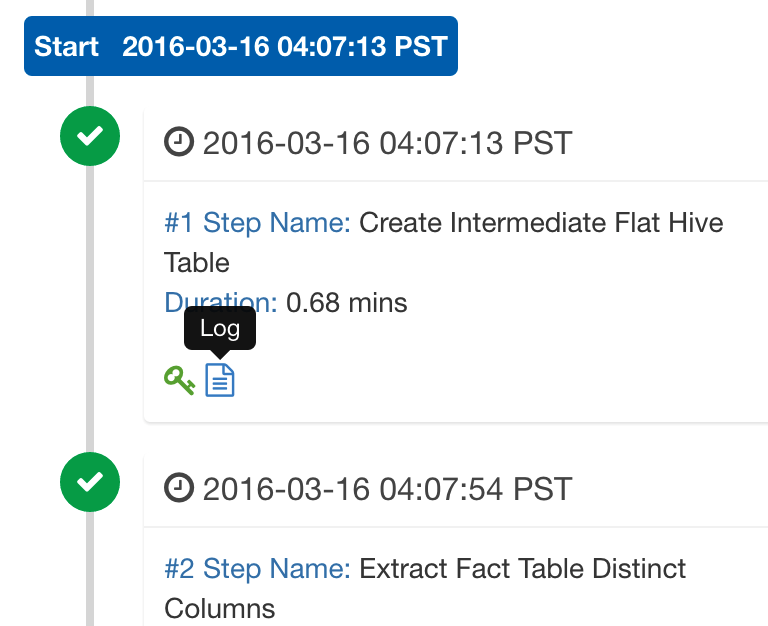 Start 2016-03-16 04:07:13 PST
2016-03-16 04:07:13 PST
#1 Step Name: Create Intermediate Flat Hive
Table
Duration: 0.68 mins
Log
2016-03-16 04:07:54 PST
#2 Step Name: Extract Fact Table Distinct
Columns